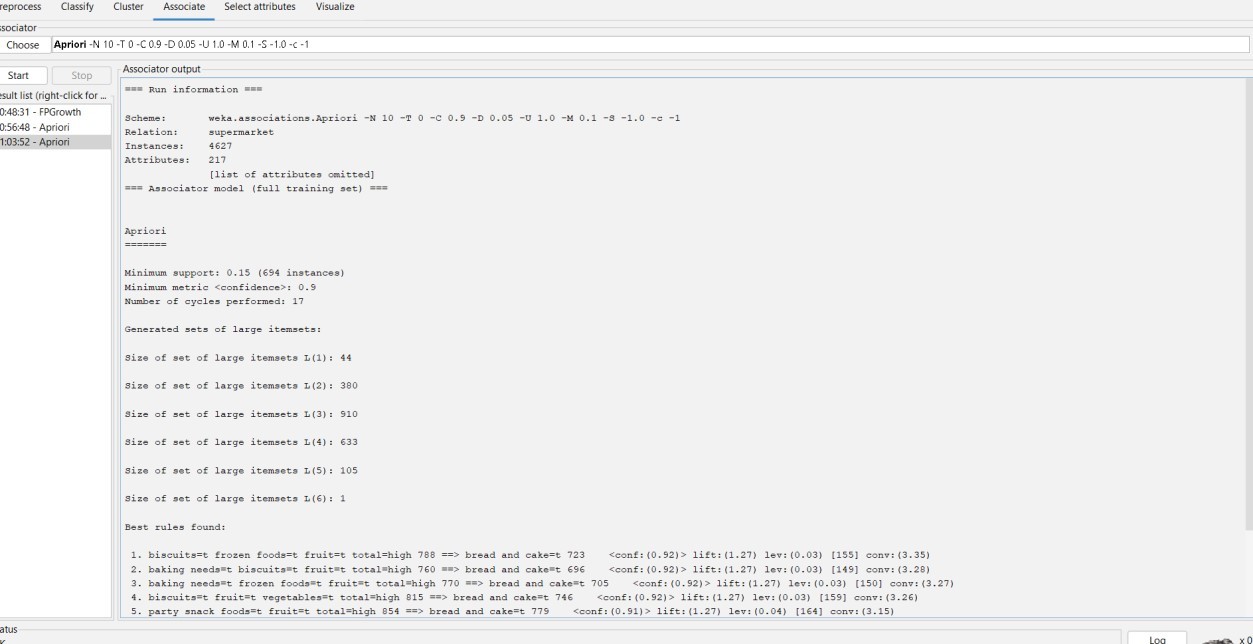 reprocess Classify Cluster Associate Select attributes Visualize
ssociator
Choose Apriori -N 10 -T 0 -C 0.9 -D 0.05 -U 1.0 -M 0.1 -S -1.0 -c -1
Start Stop
esult list (right-click for ...
0:48:31 - FPGrowth
0:56:48 - Apriori
1:03:52 - Apriori
Associator output
=== Run information ===
Scheme: weka.associations.Apriori -N 10 -T 0 -C 0.9 -D 0.05 -U 1.0 -M 0.1 -S -1.0 -c -1
Relation: supermarket
Instances: 4627
Attributes: 217
[list of attributes omitted]
=== Associator model (full training set) ===
Apriori
=======
Minimum support: 0.15 (694 instances)
Minimum metric <confidence>: 0.9
Number of cycles performed: 17
Generated sets of large itemsets:
Size of set of large itemsets L(1): 44
Size of set of large itemsets L(2): 380
Size of set of large itemsets L(3): 910
Size of set of large itemsets L(4): 633
Size of set of large itemsets L(5): 105
Size of set of large itemsets L(6): 1
Best rules found:
1. biscuits=t frozen foods=t fruit=t total=high 788 ==> bread and cake=t 723 <conf:(0.92)> lift:(1.27) lev:(0.03) [155] conv:(3.35)
2. baking needs=t biscuits=t fruit=t total=high 760 ==> bread and cake=t 696 <conf:(0.92)> lift:(1.27) lev:(0.03) [149] conv:(3.28)
3. baking needs=t frozen foods=t fruit=t total=high 770 ==> bread and cake=t 705 <conf:(0.92)> lift:(1.27) lev:(0.03) [150] conv:(3.27)
4. biscuits=t fruit=t vegetables=t total=high 815 ==> bread and cake=t 746 <conf:(0.92)> lift:(1.27) lev:(0.03) [159] conv:(3.26)
5. party snack foods=t fruit=t total=high 854 ==> bread and cake=t 779 <conf:(0.91)> lift:(1.27) lev:(0.04) [164] conv:(3.15)
atus
Log x 0